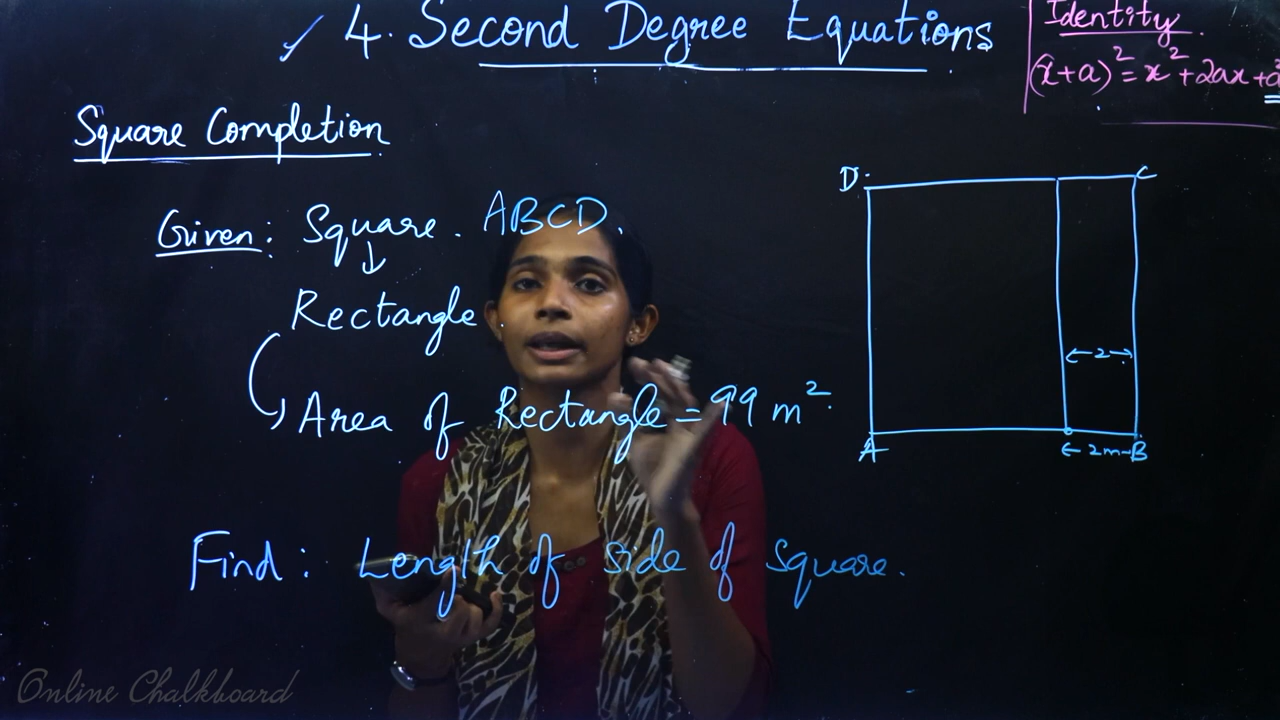 ✓ 4. Second Degree Equations
Identity
(x+a)² = x² + 2ax + a²
Square Completion
Given: Square. ABCD.
↓
Rectangle.
Area of Rectangle = 99 m².
Find: Length of side of Square.
D C
←2→
A ←2m→B
Online Chalkboard